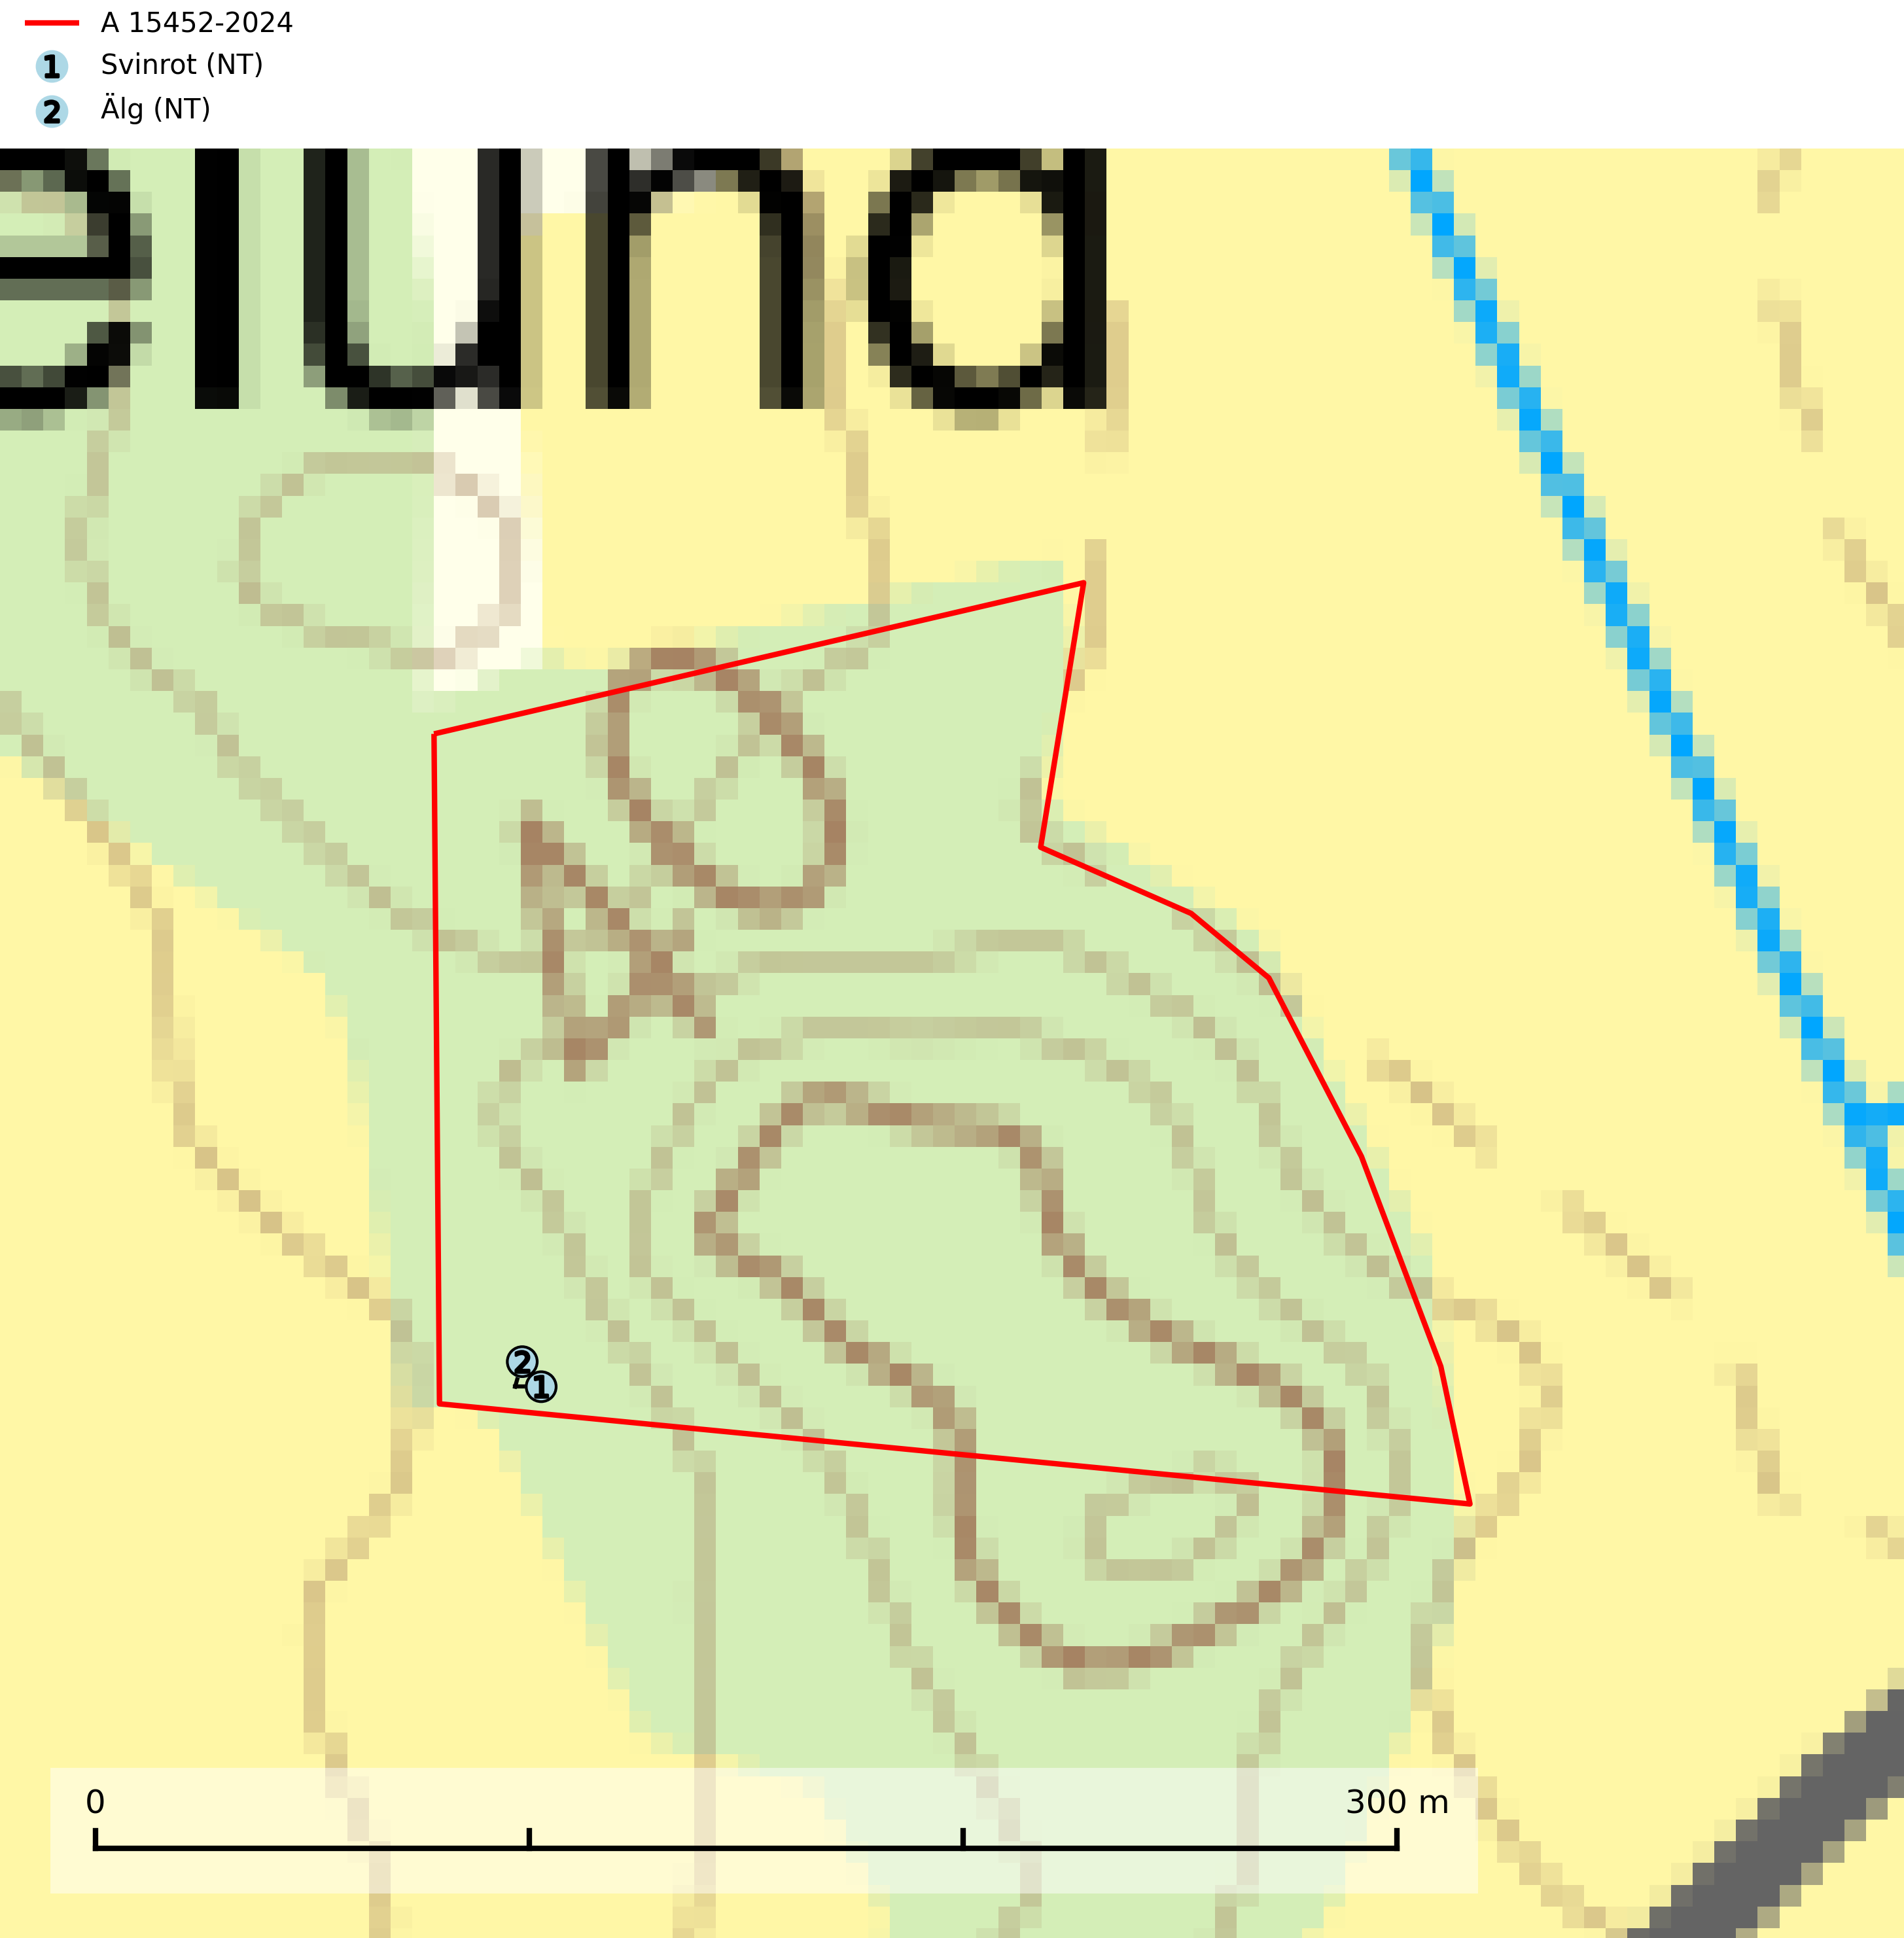 A 15452-2024
1 Svinrot (NT)
2 Älg (NT)
2
1
0 300 m